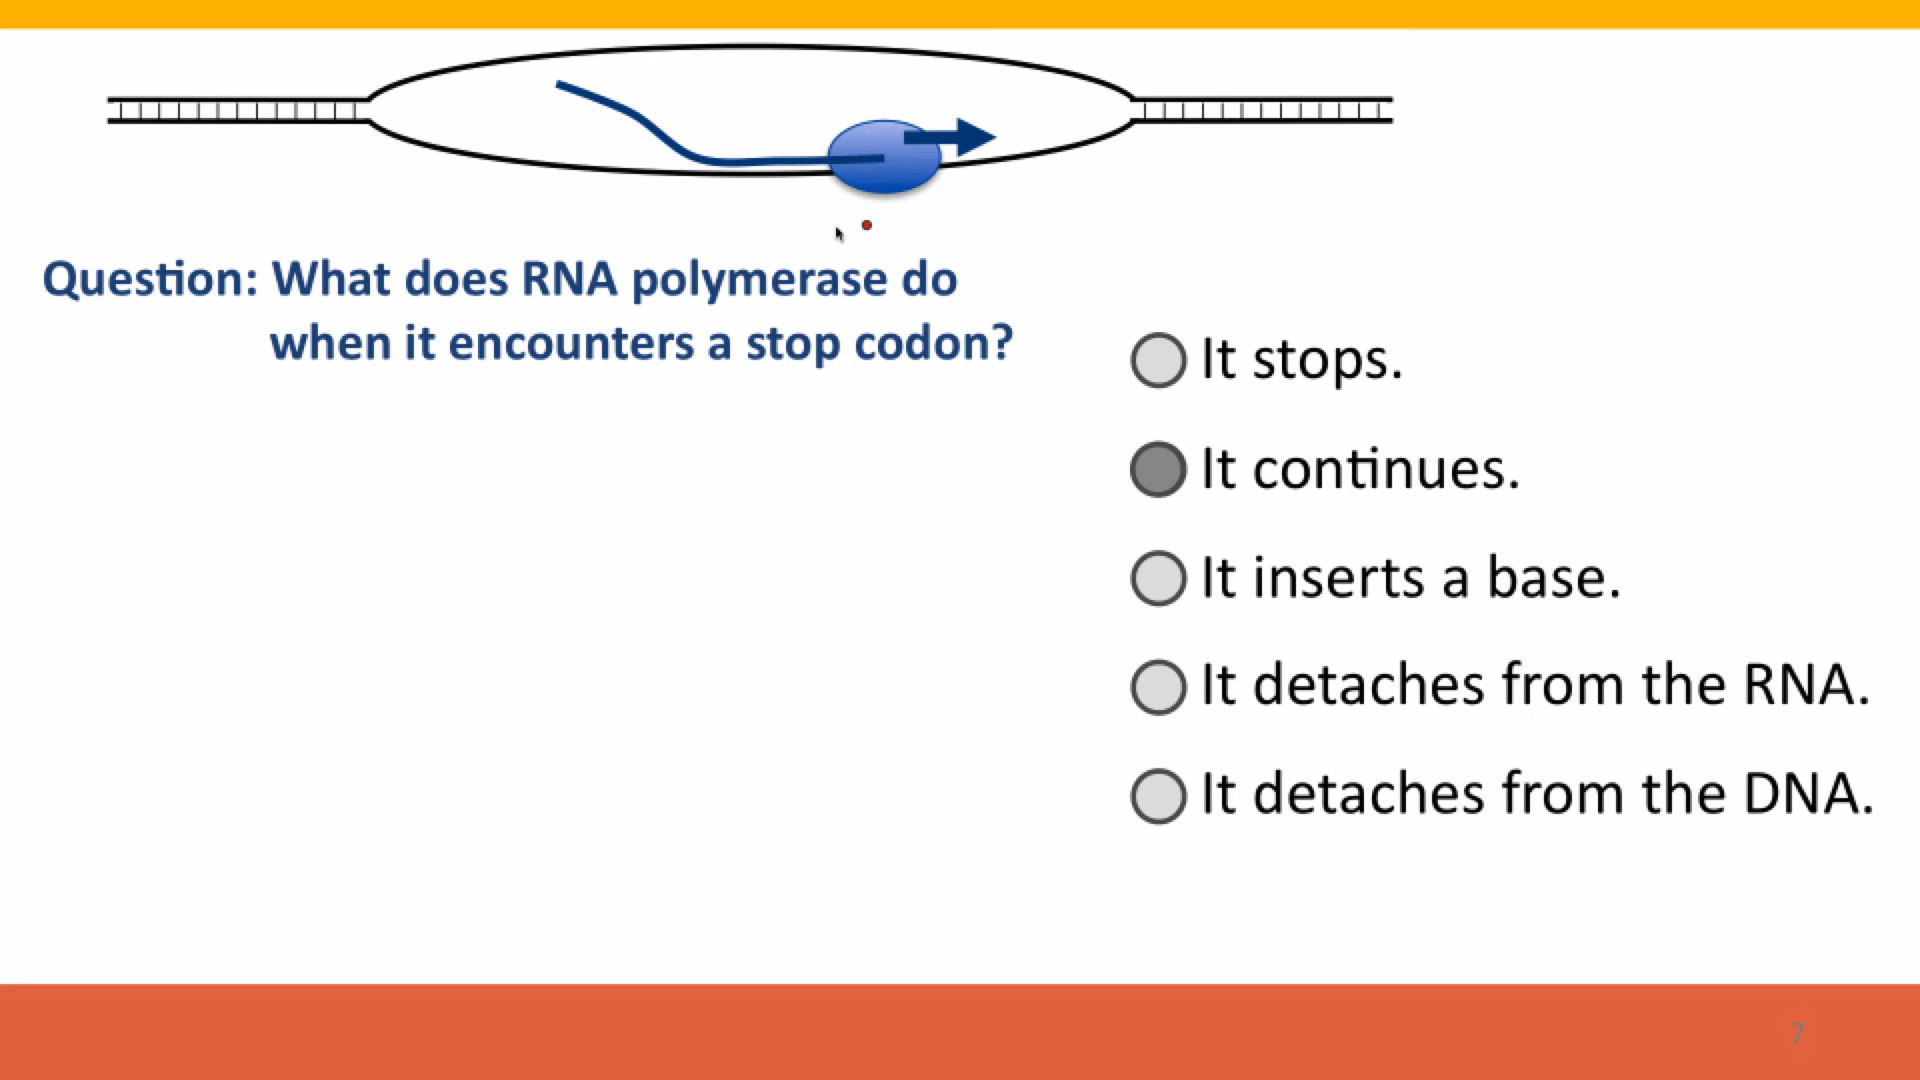 Question: What does RNA polymerase do
when it encounters a stop codon?
It stops.
It continues.
It inserts a base.
It detaches from the RNA.
It detaches from the DNA.
7